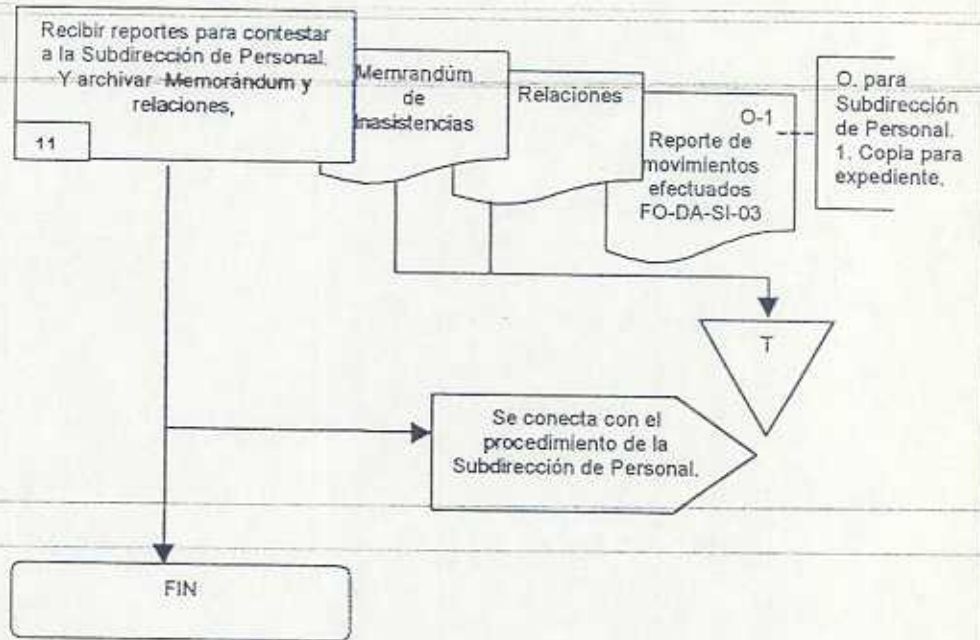 Recibir reportes para contestar
a la Subdirección de Personal.
Y archivar Memorándum y
relaciones,
11
Memrandúm
de
Inasistencias
Relaciones
O-1
Reporte de
movimientos
efectuados
FO-DA-SI-03
O. para
Subdirección
de Personal.
1. Copia para
expediente.
T
Se conecta con el
procedimiento de la
Subdirección de Personal.
FIN